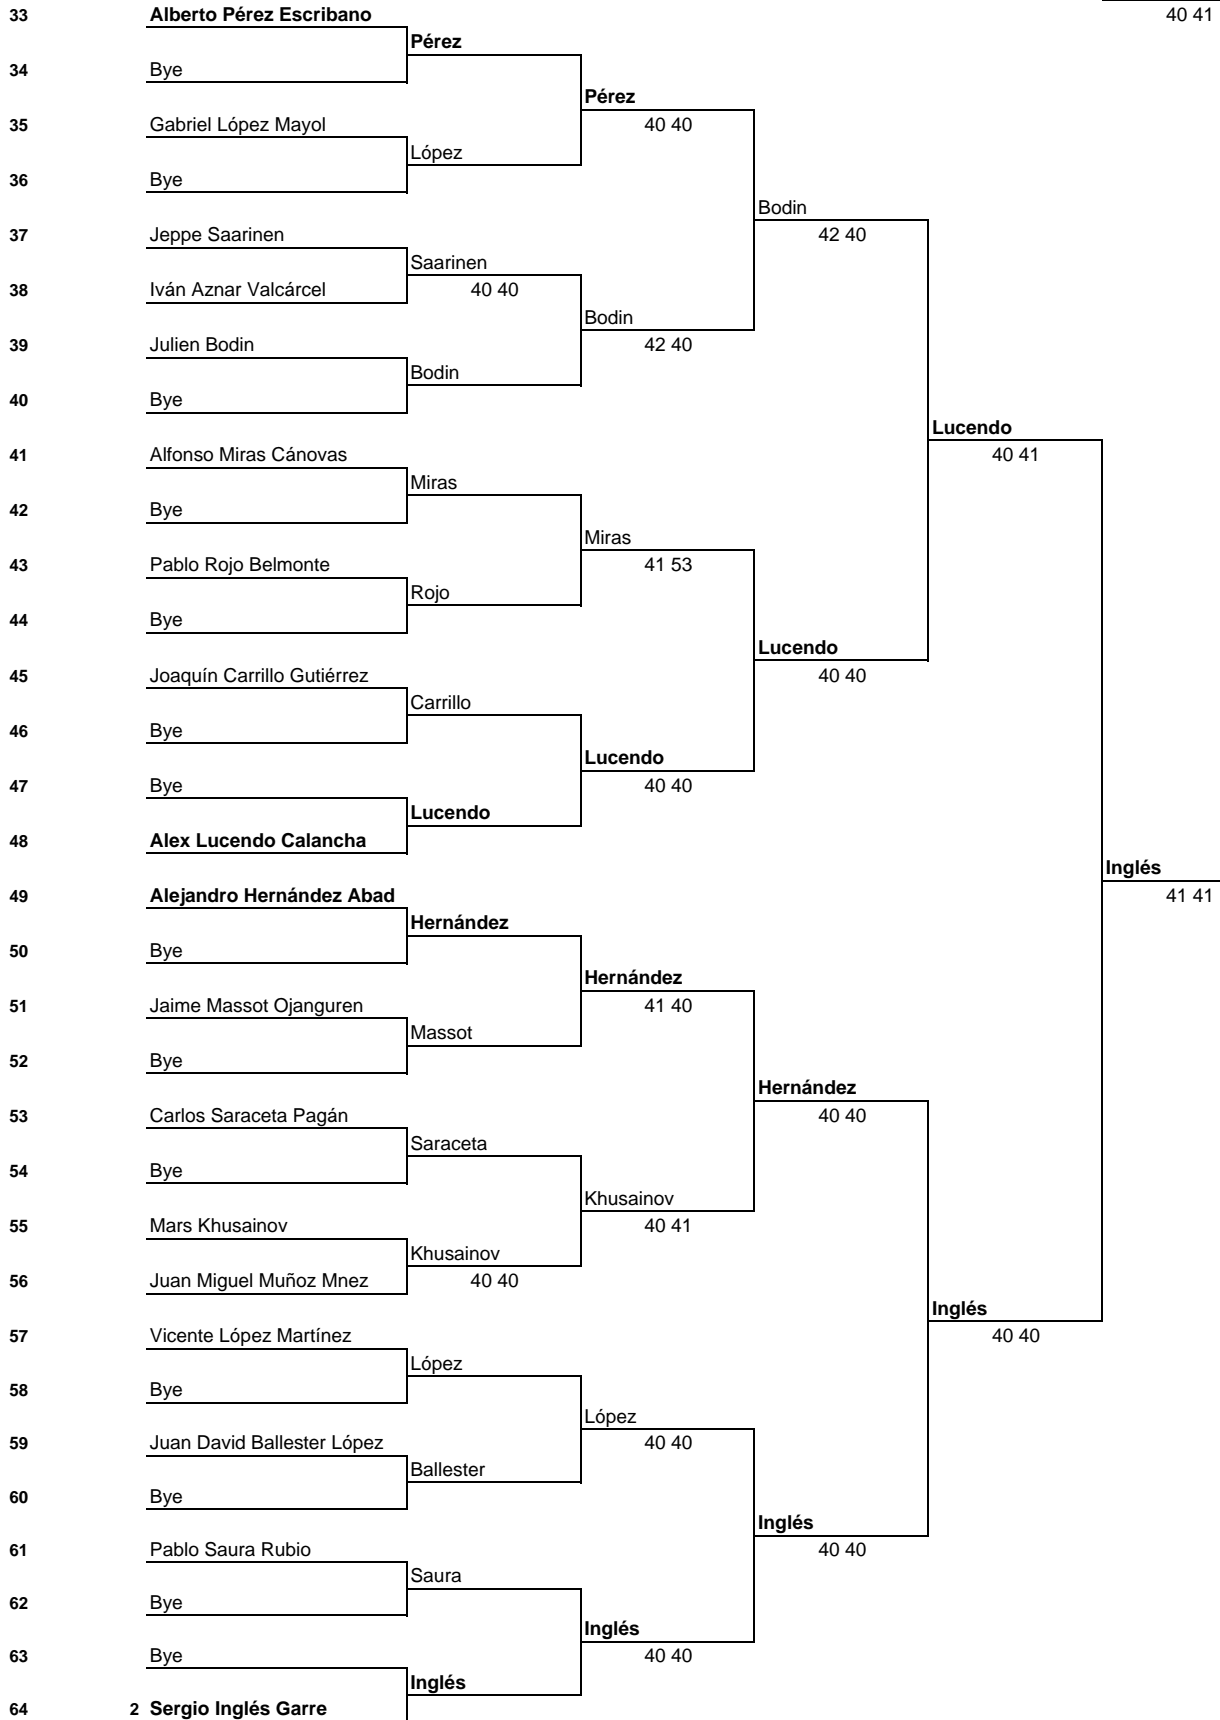 33 Alberto Pérez Escribano 40 41
Pérez
34 Bye
Pérez
35 Gabriel López Mayol 40 40
López
36 Bye
Bodin
37 Jeppe Saarinen 42 40
Saarinen
38 Iván Aznar Valcárcel 40 40
Bodin
39 Julien Bodin 42 40
Bodin
40 Bye
Lucendo
41 Alfonso Miras Cánovas 40 41
Miras
42 Bye
Miras
43 Pablo Rojo Belmonte 41 53
Rojo
44 Bye
Lucendo
45 Joaquín Carrillo Gutiérrez 40 40
Carrillo
46 Bye
Lucendo
47 Bye 40 40
Lucendo
48 Alex Lucendo Calancha
Inglés
49 Alejandro Hernández Abad 41 41
Hernández
50 Bye
Hernández
51 Jaime Massot Ojanguren 41 40
Massot
52 Bye
Hernández
53 Carlos Saraceta Pagán 40 40
Saraceta
54 Bye
Khusainov
55 Mars Khusainov 40 41
Khusainov
56 Juan Miguel Muñoz Mnez 40 40
Inglés
57 Vicente López Martínez 40 40
López
58 Bye
López
59 Juan David Ballester López 40 40
Ballester
60 Bye
Inglés
61 Pablo Saura Rubio 40 40
Saura
62 Bye
Inglés
63 Bye 40 40
Inglés
64 2 Sergio Inglés Garre